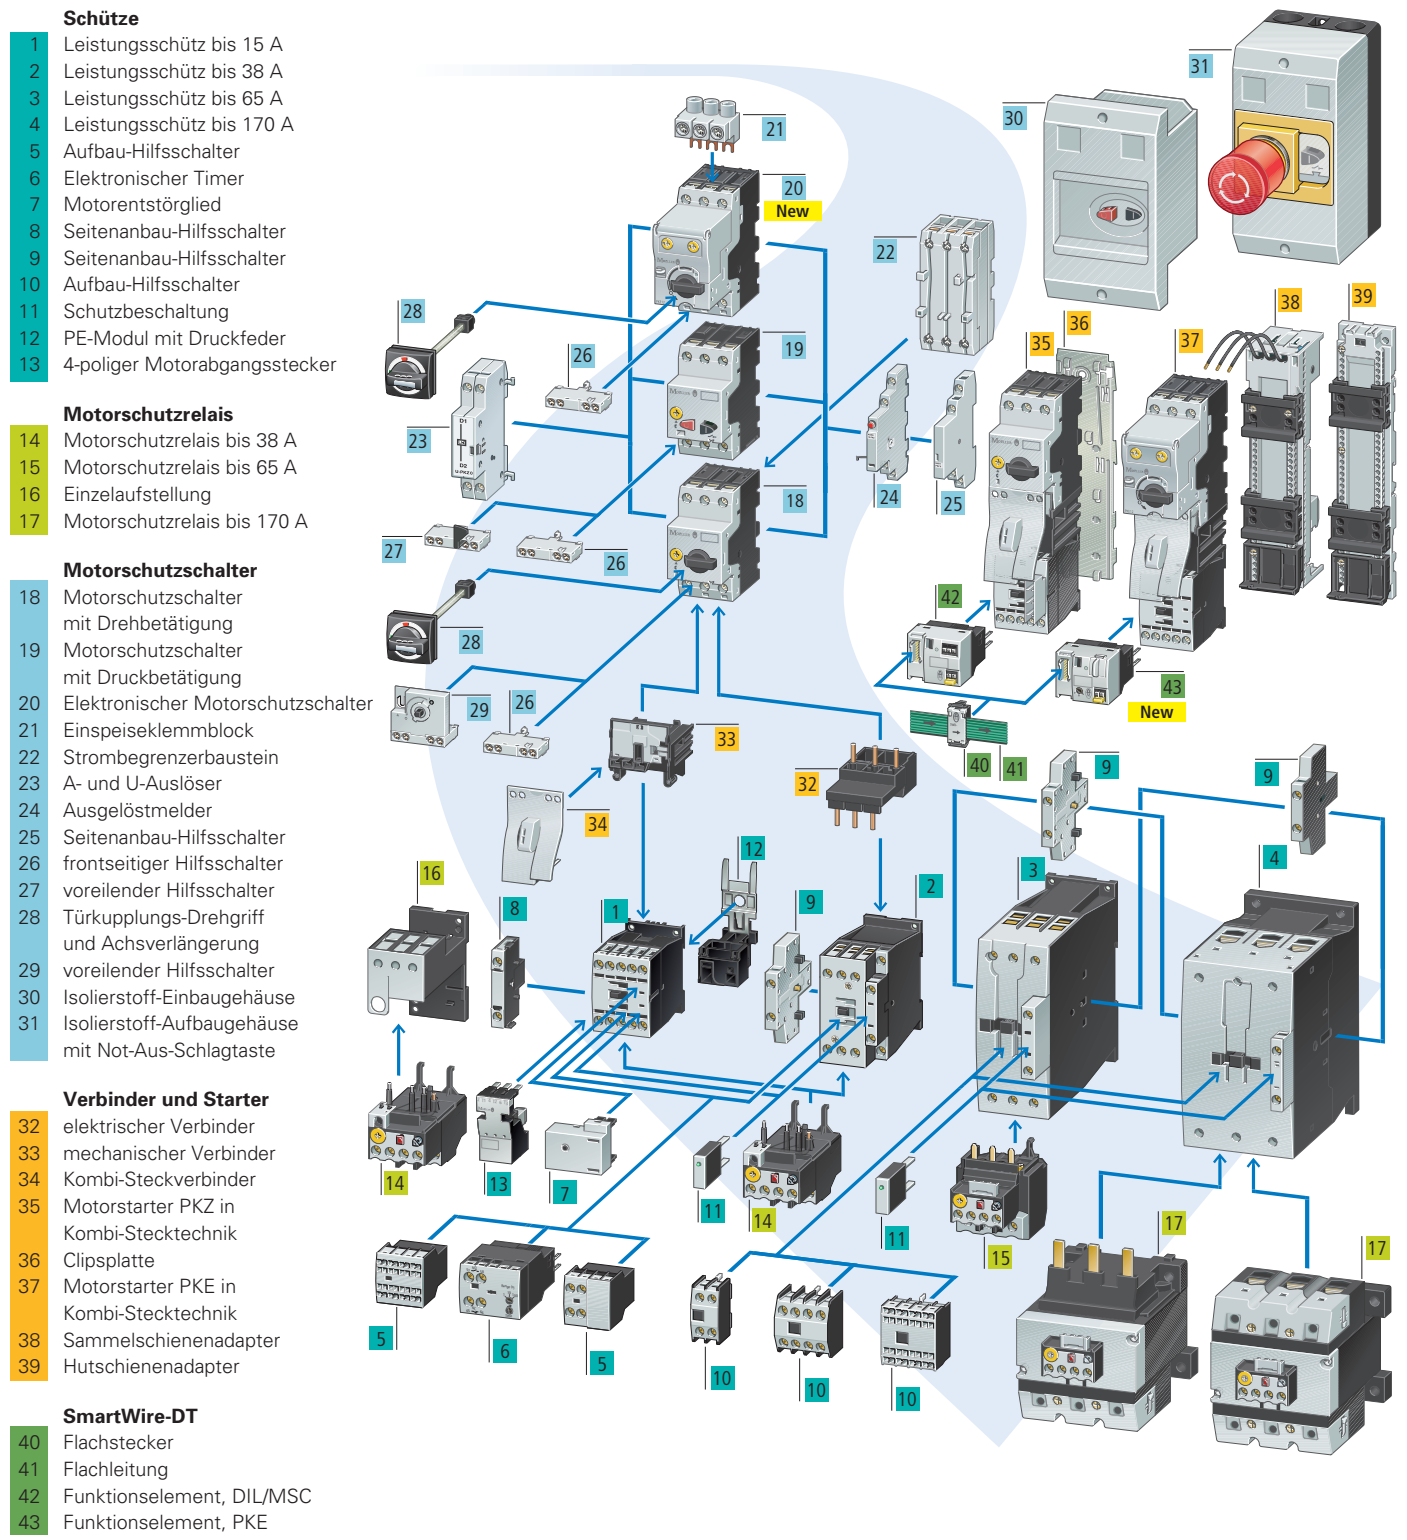 Schütze
1 Leistungsschütz bis 15 A
2 Leistungsschütz bis 38 A
3 Leistungsschütz bis 65 A
4 Leistungsschütz bis 170 A
5 Aufbau-Hilfsschalter
6 Elektronischer Timer
7 Motorentstörglied
8 Seitenanbau-Hilfsschalter
9 Seitenanbau-Hilfsschalter
10 Aufbau-Hilfsschalter
11 Schutzbeschaltung
12 PE-Modul mit Druckfeder
13 4-poliger Motorabgangsstecker
Motorschutzrelais
14 Motorschutzrelais bis 38 A
15 Motorschutzrelais bis 65 A
16 Einzelaufstellung
17 Motorschutzrelais bis 170 A
Motorschutzschalter
18 Motorschutzschalter
mit Drehbetätigung
19 Motorschutzschalter
mit Druckbetätigung
20 Elektronischer Motorschutzschalter
21 Einspeiseklemmblock
22 Strombegrenzerbaustein
23 A- und U-Auslöser
24 Ausgelöstmelder
25 Seitenanbau-Hilfsschalter
26 frontseitiger Hilfsschalter
27 voreilender Hilfsschalter
28 Türkupplungs-Drehgriff
und Achsverlängerung
29 voreilender Hilfsschalter
30 Isolierstoff-Einbaugehäuse
31 Isolierstoff-Aufbaugehäuse
mit Not-Aus-Schlagtaste
Verbinder und Starter
32 elektrischer Verbinder
33 mechanischer Verbinder
34 Kombi-Steckverbinder
35 Motorstarter PKZ in
Kombi-Stecktechnik
36 Clipsplatte
37 Motorstarter PKE in
Kombi-Stecktechnik
38 Sammelschienenadapter
39 Hutschienenadapter
SmartWire-DT
40 Flachstecker
41 Flachleitung
42 Funktionselement, DIL/MSC
43 Funktionselement, PKE
31
30
21
20
New
22
28
38
39
36
35
37
19
26
23
D1
D2
18
24
25
27
26
42
28
43
New
29
26
33
40
41
9
9
32
34
12
16
3
4
2
8
1
9
14
13
7
11
14
11
15
17
17
5
6
5
10
10
10